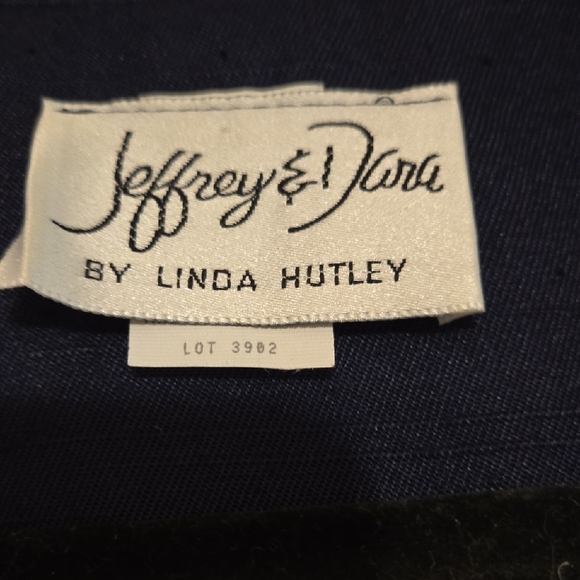 Jeffrey & Dara
BY LINDA HUTLEY
LOT 3902